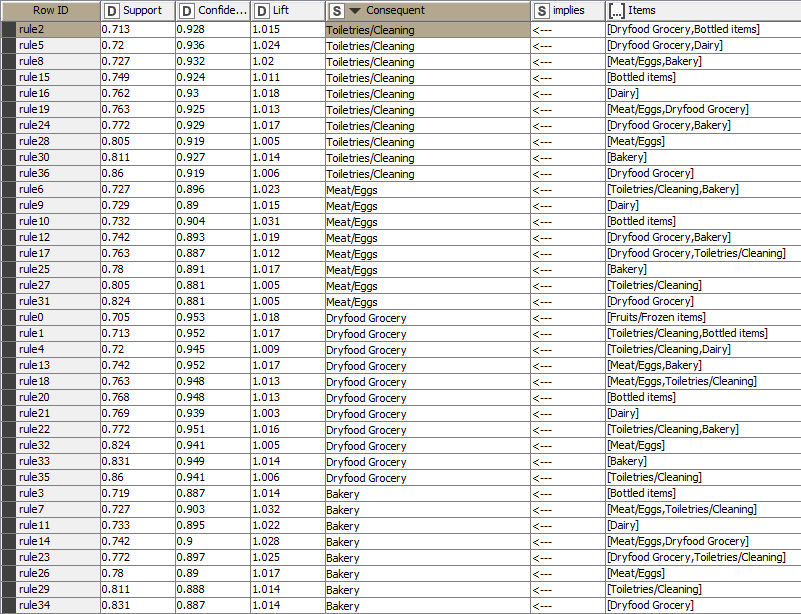 Row ID D Support D Confide... D Lift S Consequent S implies [...] Items
rule2 0.713 0.928 1.015 Toiletries/Cleaning <--- [Dryfood Grocery,Bottled items]
rule5 0.72 0.936 1.024 Toiletries/Cleaning <--- [Dryfood Grocery,Dairy]
rule8 0.727 0.932 1.02 Toiletries/Cleaning <--- [Meat/Eggs,Bakery]
rule15 0.749 0.924 1.011 Toiletries/Cleaning <--- [Bottled items]
rule16 0.762 0.93 1.018 Toiletries/Cleaning <--- [Dairy]
rule19 0.763 0.925 1.013 Toiletries/Cleaning <--- [Meat/Eggs,Dryfood Grocery]
rule24 0.772 0.929 1.017 Toiletries/Cleaning <--- [Dryfood Grocery,Bakery]
rule28 0.805 0.919 1.005 Toiletries/Cleaning <--- [Meat/Eggs]
rule30 0.811 0.927 1.014 Toiletries/Cleaning <--- [Bakery]
rule36 0.86 0.919 1.006 Toiletries/Cleaning <--- [Dryfood Grocery]
rule6 0.727 0.896 1.023 Meat/Eggs <--- [Toiletries/Cleaning,Bakery]
rule9 0.729 0.89 1.015 Meat/Eggs <--- [Dairy]
rule10 0.732 0.904 1.031 Meat/Eggs <--- [Bottled items]
rule12 0.742 0.893 1.019 Meat/Eggs <--- [Dryfood Grocery,Bakery]
rule17 0.763 0.887 1.012 Meat/Eggs <--- [Dryfood Grocery,Toiletries/Cleaning]
rule25 0.78 0.891 1.017 Meat/Eggs <--- [Bakery]
rule27 0.805 0.881 1.005 Meat/Eggs <--- [Toiletries/Cleaning]
rule31 0.824 0.881 1.005 Meat/Eggs <--- [Dryfood Grocery]
rule0 0.705 0.953 1.018 Dryfood Grocery <--- [Fruits/Frozen items]
rule1 0.713 0.952 1.017 Dryfood Grocery <--- [Toiletries/Cleaning,Bottled items]
rule4 0.72 0.945 1.009 Dryfood Grocery <--- [Toiletries/Cleaning,Dairy]
rule13 0.742 0.952 1.017 Dryfood Grocery <--- [Meat/Eggs,Bakery]
rule18 0.763 0.948 1.013 Dryfood Grocery <--- [Meat/Eggs,Toiletries/Cleaning]
rule20 0.768 0.948 1.013 Dryfood Grocery <--- [Bottled items]
rule21 0.769 0.939 1.003 Dryfood Grocery <--- [Dairy]
rule22 0.772 0.951 1.016 Dryfood Grocery <--- [Toiletries/Cleaning,Bakery]
rule32 0.824 0.941 1.005 Dryfood Grocery <--- [Meat/Eggs]
rule33 0.831 0.949 1.014 Dryfood Grocery <--- [Bakery]
rule35 0.86 0.941 1.006 Dryfood Grocery <--- [Toiletries/Cleaning]
rule3 0.719 0.887 1.014 Bakery <--- [Bottled items]
rule7 0.727 0.903 1.032 Bakery <--- [Meat/Eggs,Toiletries/Cleaning]
rule11 0.733 0.895 1.022 Bakery <--- [Dairy]
rule14 0.742 0.9 1.028 Bakery <--- [Meat/Eggs,Dryfood Grocery]
rule23 0.772 0.897 1.025 Bakery <--- [Dryfood Grocery,Toiletries/Cleaning]
rule26 0.78 0.89 1.017 Bakery <--- [Meat/Eggs]
rule29 0.811 0.888 1.014 Bakery <--- [Toiletries/Cleaning]
rule34 0.831 0.887 1.014 Bakery <--- [Dryfood Grocery]